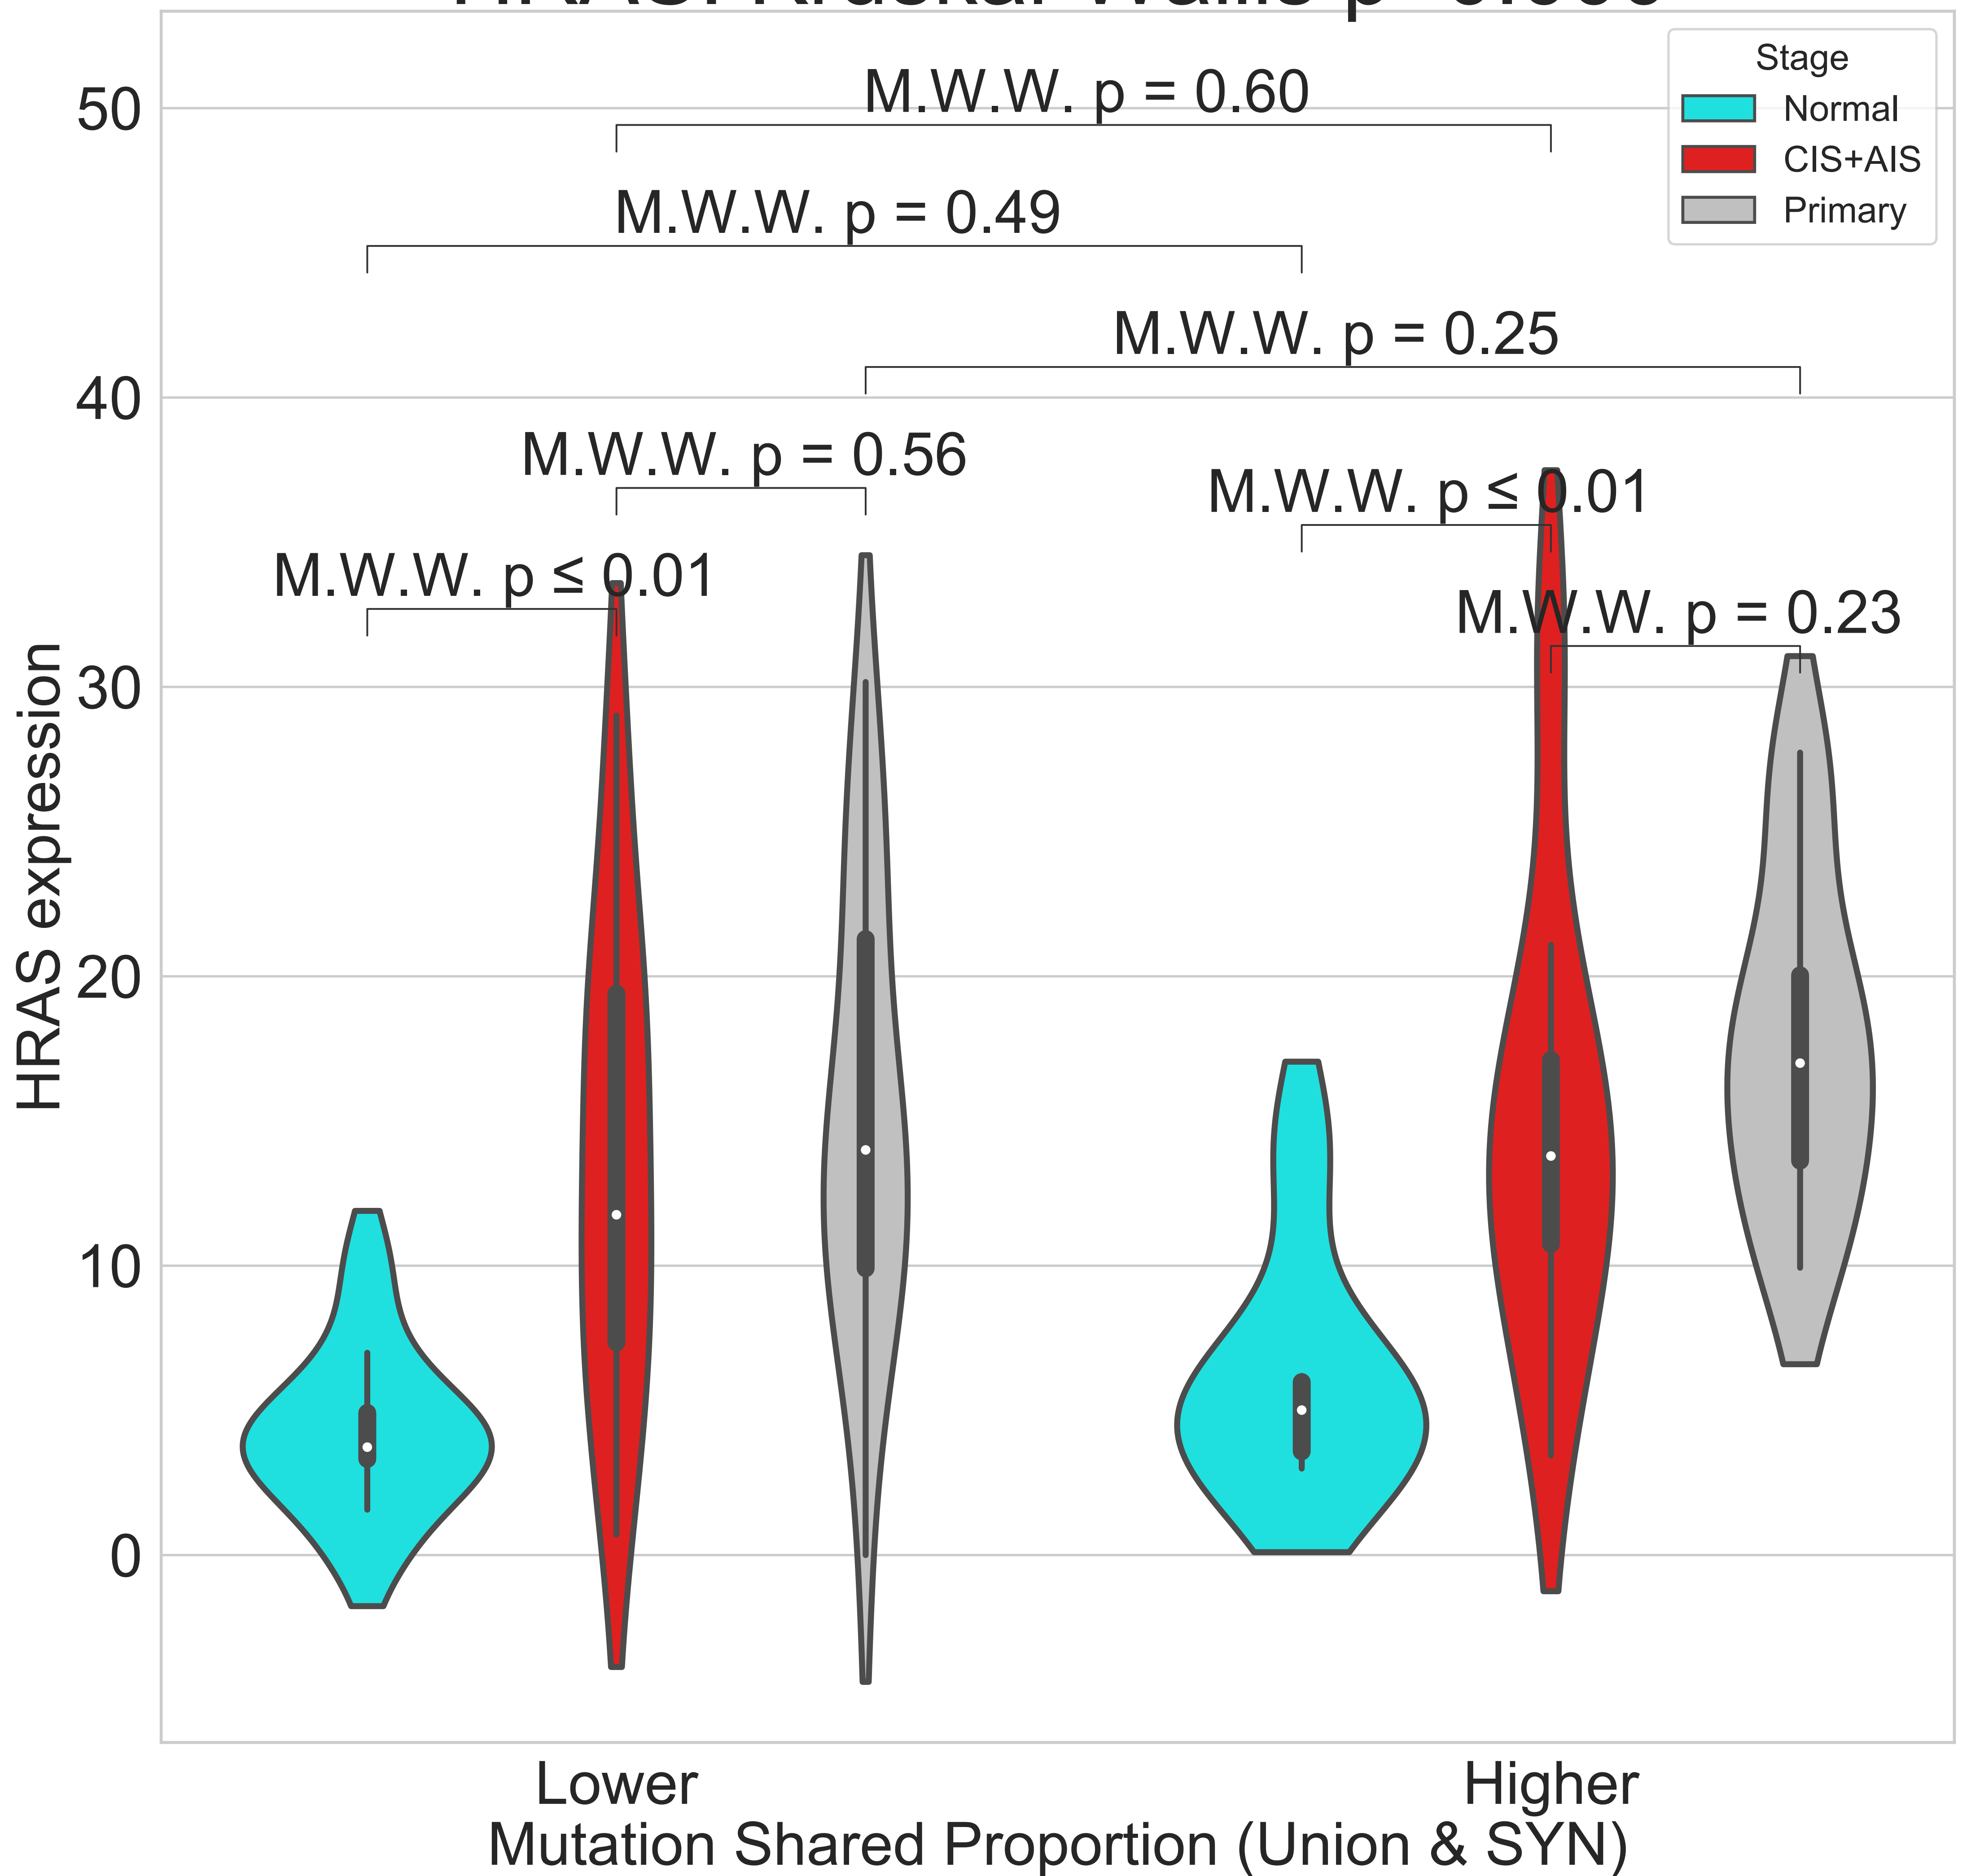 M.W.W. p = 0.60
M.W.W. p = 0.49
M.W.W. p = 0.25
M.W.W. p = 0.56
M.W.W. p ≤ 0.01
M.W.W. p ≤ 0.01
M.W.W. p = 0.23
Stage
Normal
CIS+AIS
Primary
HRAS expression
50
40
30
20
10
0
Lower
Higher
Mutation Shared Proportion (Union & SYN)